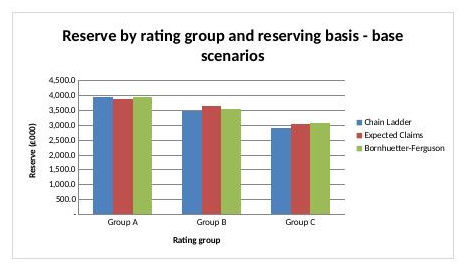 Reserve by rating group and reserving basis - base
scenarios
4,500.0
4,000.0
3,500.0
3,000.0
2,500.0
2,000.0
1,500.0
1,000.0
500.0
-
Reserve (£000)
Group A
Group B
Group C
Rating group
Chain Ladder
Expected Claims
Bornhuetter-Ferguson